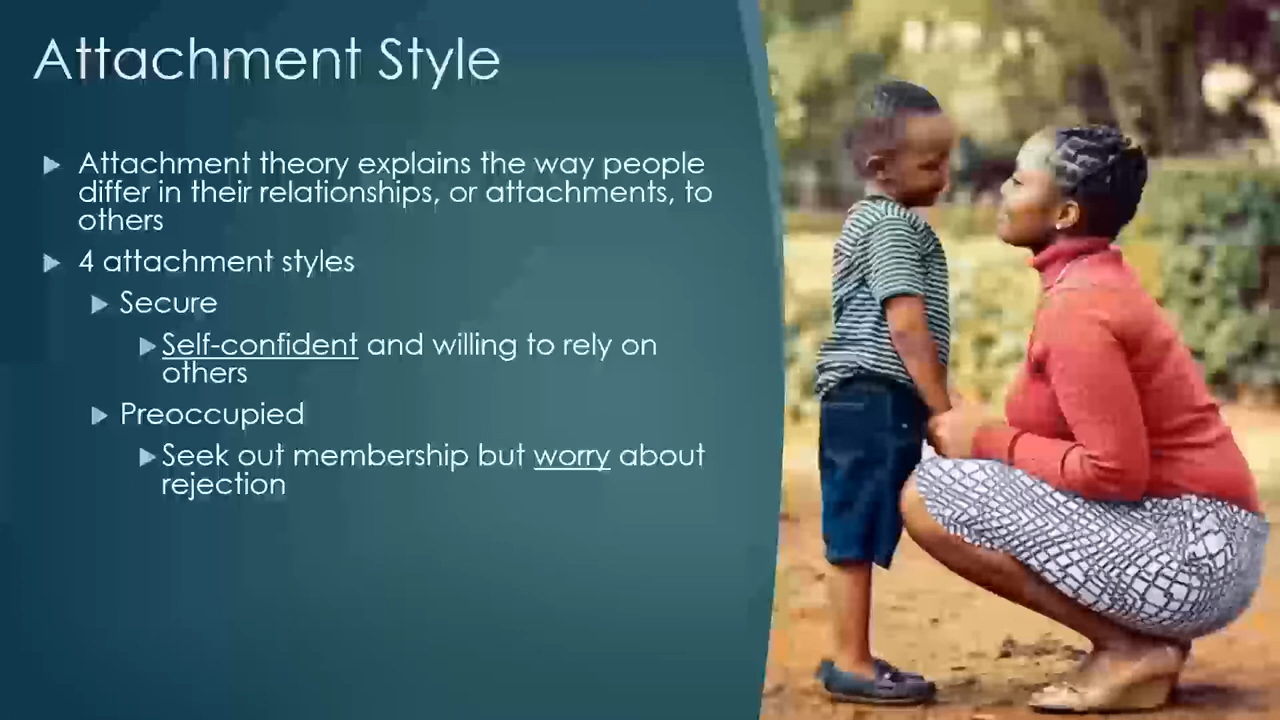 Attachment Style
Attachment theory explains the way people
differ in their relationships, or attachments, to
others
4 attachment styles
Secure
Self-confident and willing to rely on
others
Preoccupied
Seek out membership but worry about
rejection